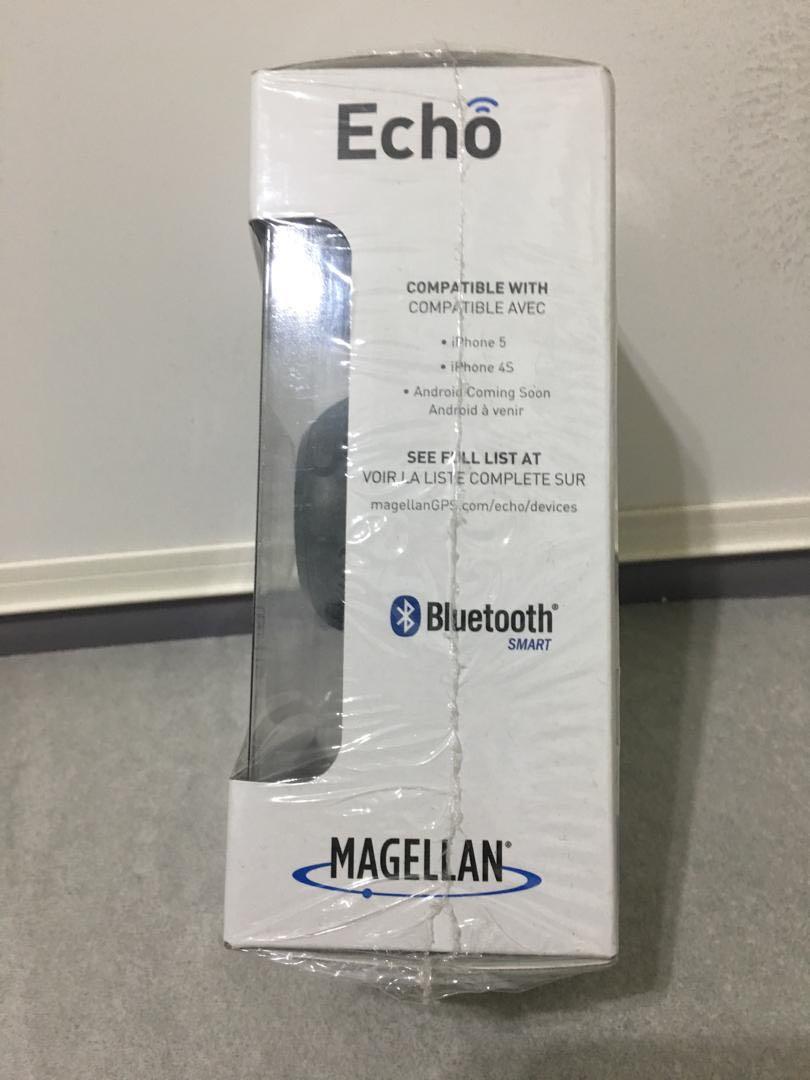 Echo
COMPATIBLE WITH
COMPATIBLE AVEC
• iPhone 5
• iPhone 4S
• Android Coming Soon
Android à venir
SEE FULL LIST AT
VOIR LA LISTE COMPLETE SUR
magellanGPS.com/echo/devices
Bluetooth®
SMART
MAGELLAN®